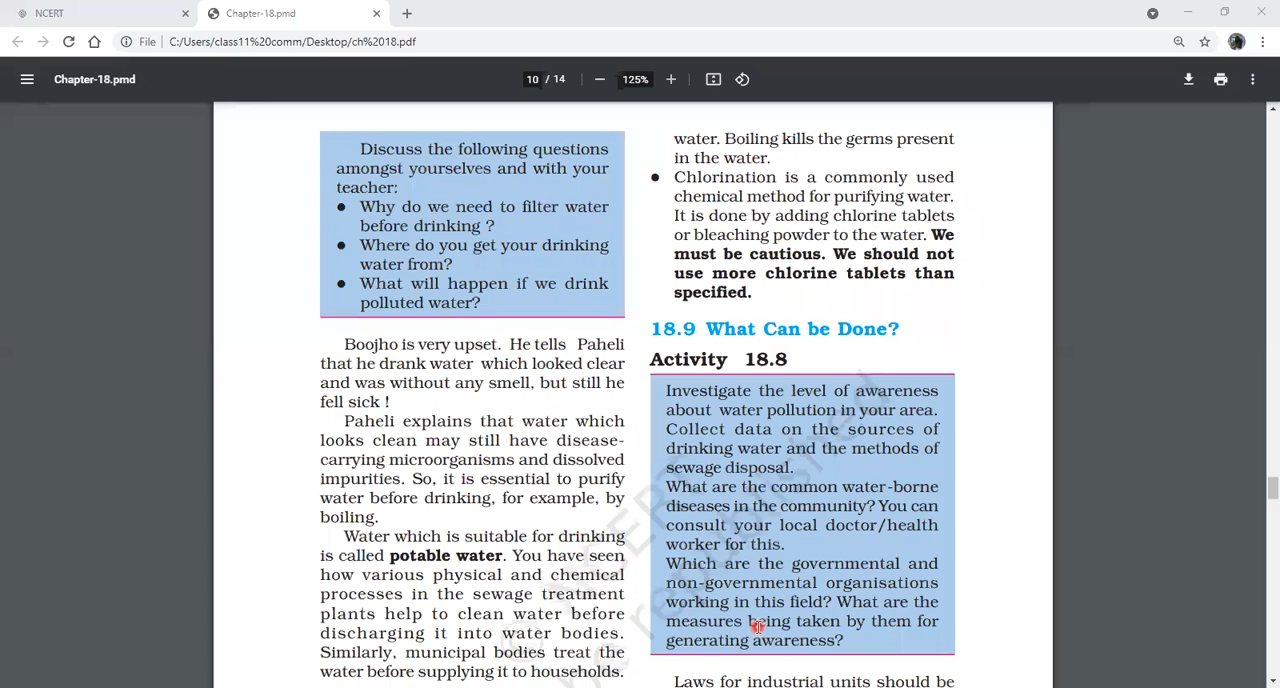 NCERT
Chapter-18.pmd
File
C:/Users/class11%20comm/Desktop/ch%2018.pdf
Chapter-18.pmd
10 / 14
125%
Discuss the following questions
amongst yourselves and with your
teacher:
● Why do we need to filter water
before drinking ?
● Where do you get your drinking
water from?
● What will happen if we drink
polluted water?
Boojho is very upset. He tells Paheli
that he drank water which looked clear
and was without any smell, but still he
fell sick !
Paheli explains that water which
looks clean may still have disease-
carrying microorganisms and dissolved
impurities. So, it is essential to purify
water before drinking, for example, by
boiling.
Water which is suitable for drinking
is called potable water. You have seen
how various physical and chemical
processes in the sewage treatment
plants help to clean water before
discharging it into water bodies.
Similarly, municipal bodies treat the
water before supplying it to households.
water. Boiling kills the germs present
in the water.
● Chlorination is a commonly used
chemical method for purifying water.
It is done by adding chlorine tablets
or bleaching powder to the water. We
must be cautious. We should not
use more chlorine tablets than
specified.
18.9 What Can be Done?
Activity 18.8
Investigate the level of awareness
about water pollution in your area.
Collect data on the sources of
drinking water and the methods of
sewage disposal.
What are the common water-borne
diseases in the community? You can
consult your local doctor/health
worker for this.
Which are the governmental and
non-governmental organisations
working in this field? What are the
measures being taken by them for
generating awareness?
Laws for industrial units should be
© NCERT
be republished